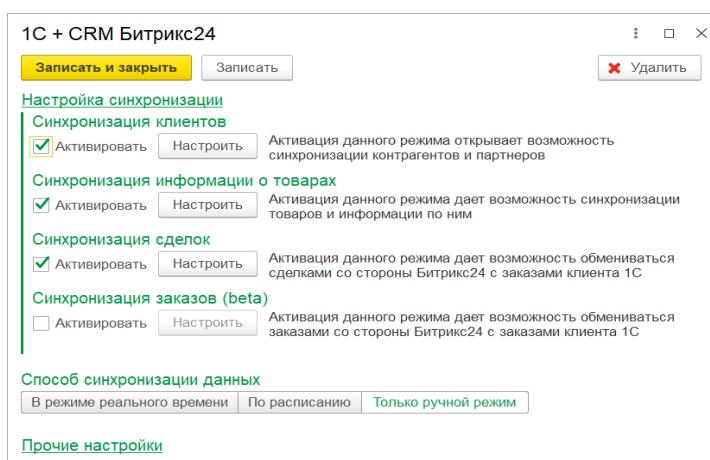 1С + CRM Битрикс24
Записать и закрыть Записать Удалить
Настройка синхронизации
Синхронизация клиентов
Активировать Настроить Активация данного режима открывает возможность
синхронизации контрагентов и партнеров
Синхронизация информации о товарах
Активировать Настроить Активация данного режима дает возможность синхронизации
товаров и информации по ним
Синхронизация сделок
Активировать Настроить Активация данного режима дает возможность обмениваться
сделками со стороны Битрикс24 с заказами клиента 1С
Синхронизация заказов (beta)
Активировать Настроить Активация данного режима дает возможность обмениваться
заказами со стороны Битрикс24 с заказами клиента 1С
Способ синхронизации данных
В режиме реального времени По расписанию Только ручной режим
Прочие настройки